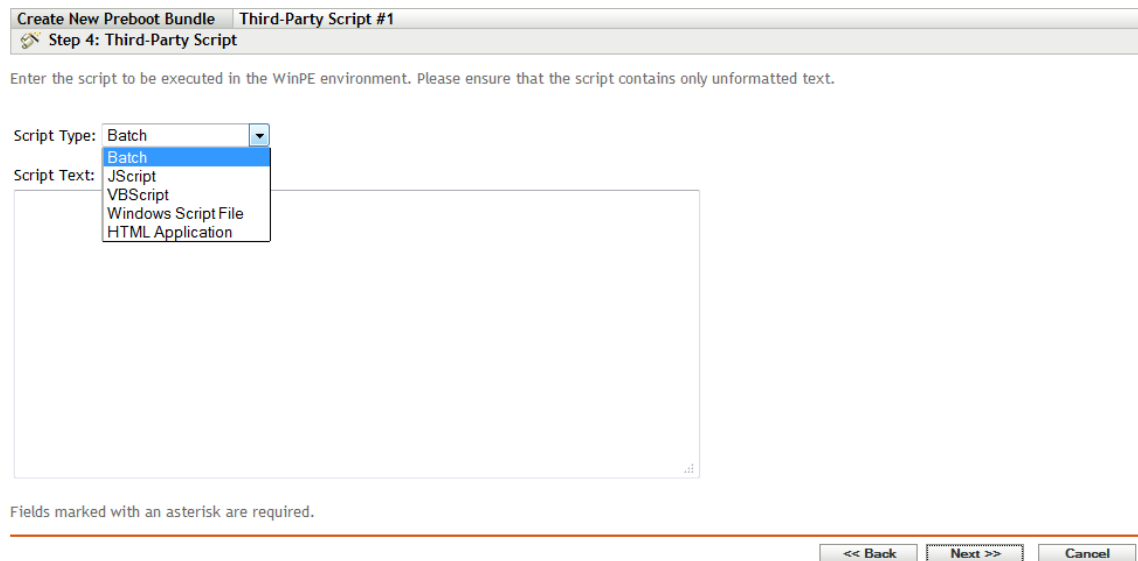 Create New Preboot Bundle Third-Party Script #1
Step 4: Third-Party Script
Enter the script to be executed in the WinPE environment. Please ensure that the script contains only unformatted text.
Script Type: Batch
Batch
Script Text: JScript
VBScript
Windows Script File
HTML Application
Fields marked with an asterisk are required.
<< Back Next >> Cancel